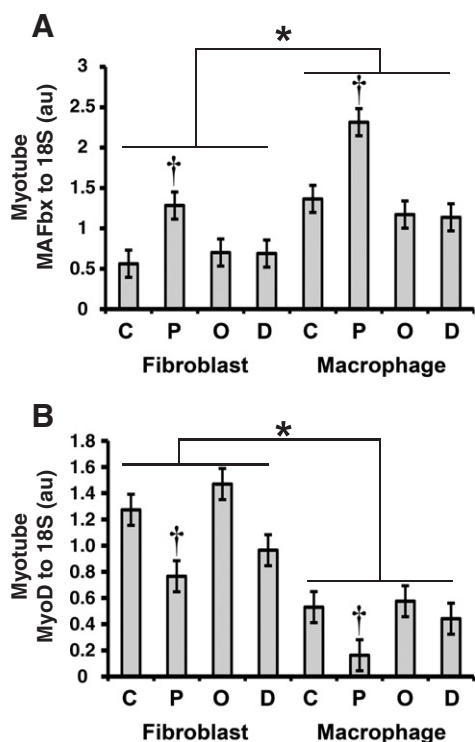 A
*
Myotube
MAFbx to 18S (au)
3
2.5
2
1.5
1
0.5
0
†
†
C P O D C P O D
Fibroblast Macrophage
B
*
Myotube
MyoD to 18S (au)
1.8
1.6
1.4
1.2
1.0
0.8
0.6
0.4
0.2
0
†
†
C P O D C P O D
Fibroblast Macrophage